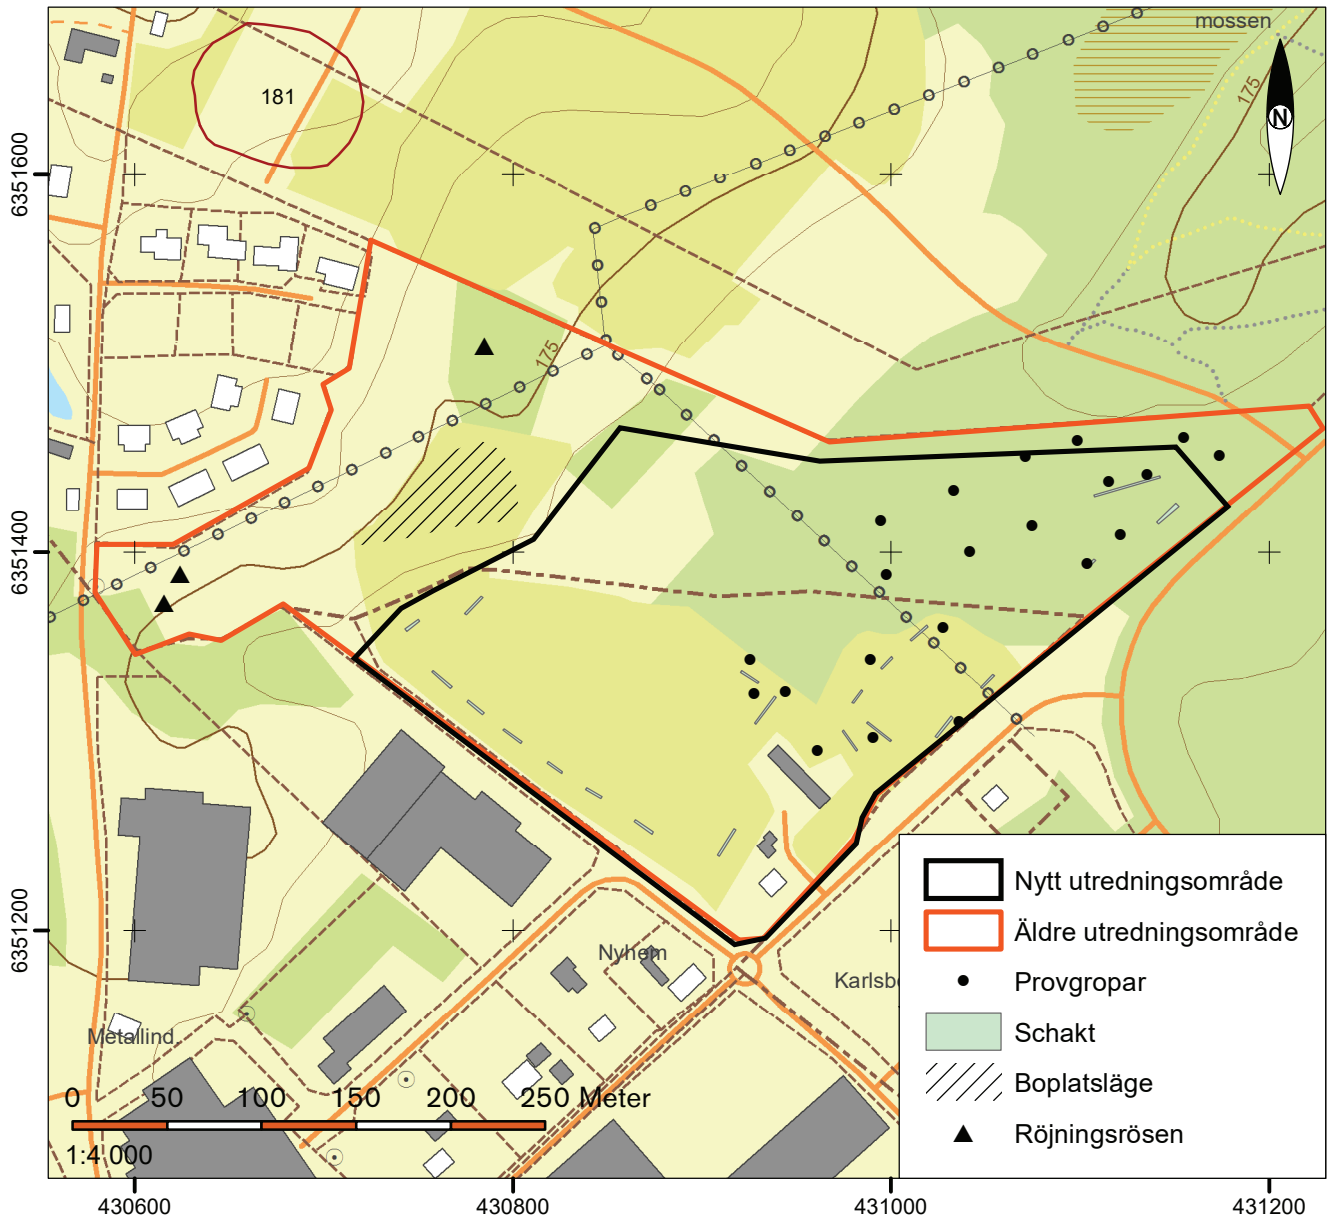 mossen
181
175
N
6351600
175
6351400
6351200
Nyhem
Karlsbo
Metallind
0 50 100 150 200 250 Meter
1:4 000
Nytt utredningsområde
Äldre utredningsområde
Provgropar
Schakt
Boplatsläge
Röjningsrösen
430600 430800 431000 431200